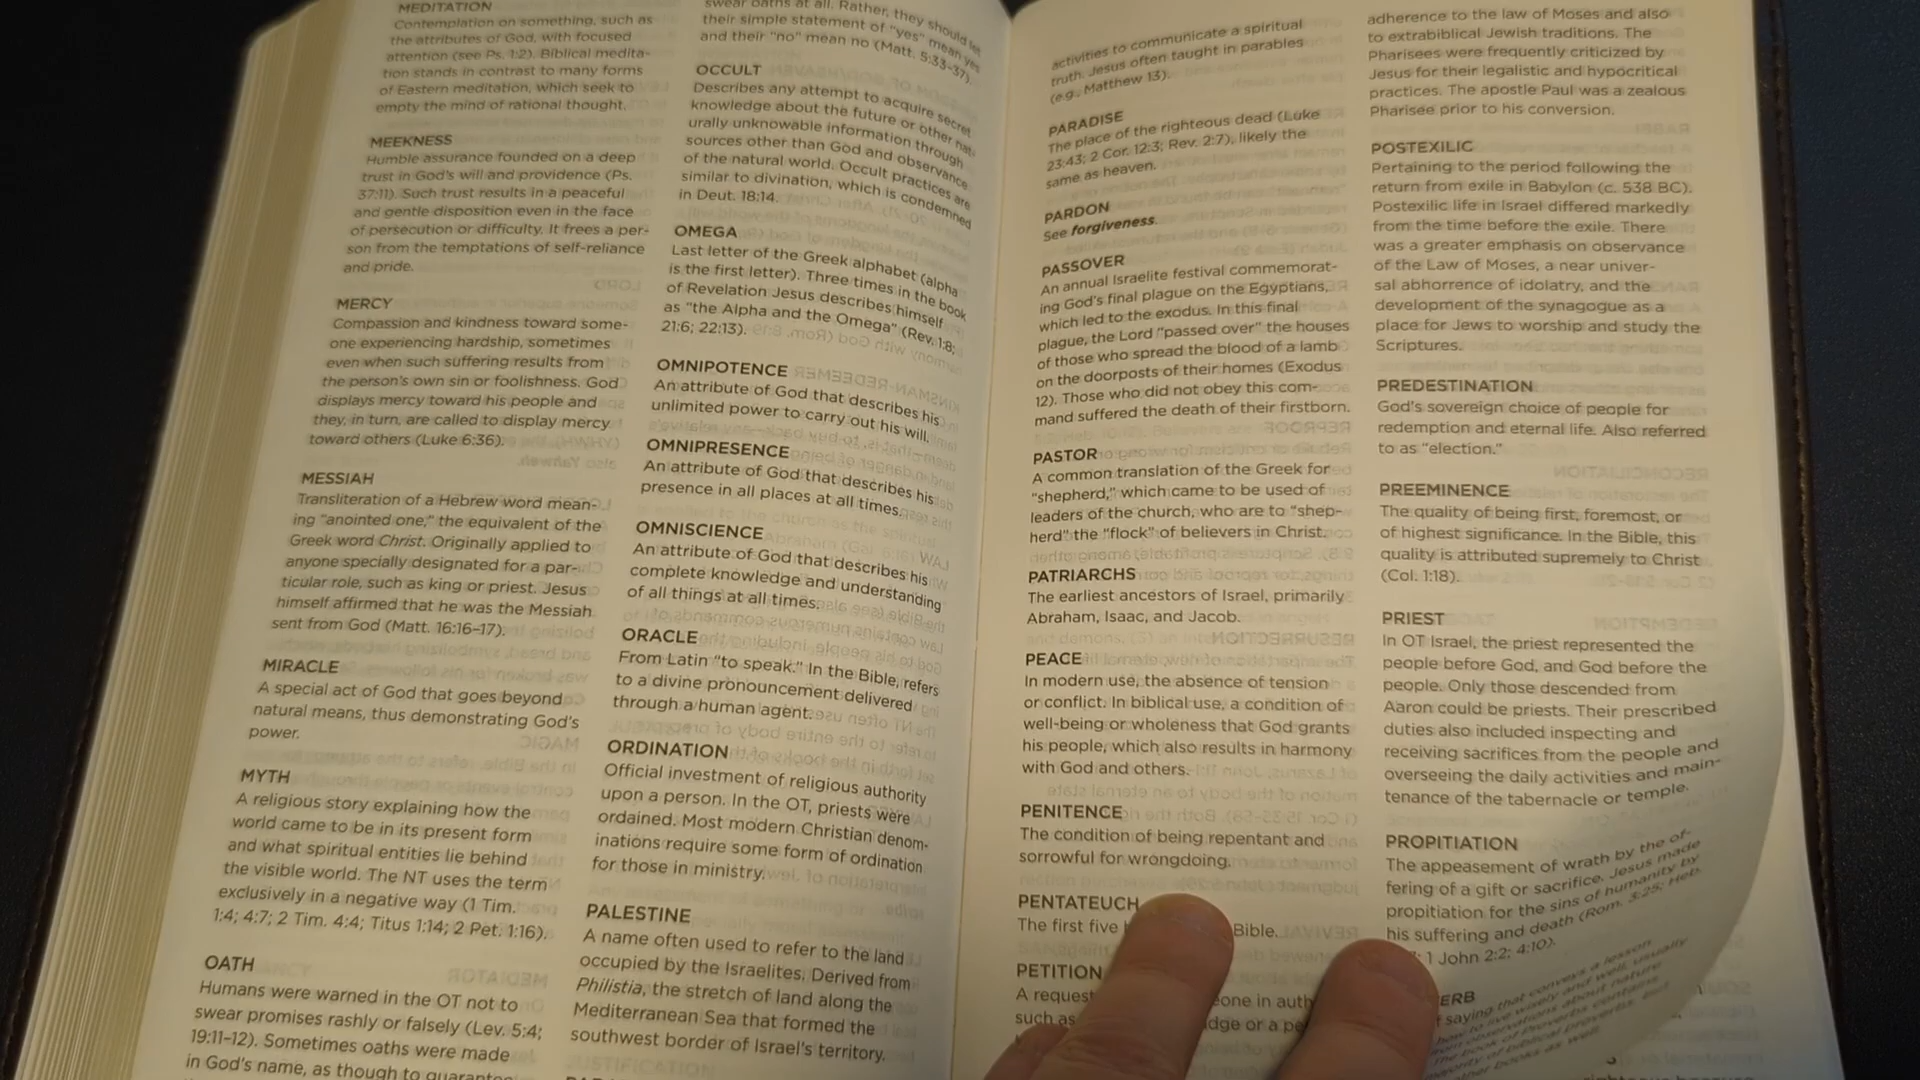 MEDITATION
Contemplation on something, such as
the attributes of God, with focused
attention (see Ps. 1:2). Biblical medita-
tion stands in contrast to many forms
of Eastern meditation, which seek to
empty the mind of rational thought.
MEEKNESS
Humble assurance founded on a deep
trust in God's will and providence (Ps.
37:11). Such trust results in a peaceful
and gentle disposition even in the face
of persecution or difficulty. It frees a per-
son from the temptations of self-reliance
and pride.
MERCY
Compassion and kindness toward some-
one experiencing hardship, sometimes
even when such suffering results from
the person's own sin or foolishness. God
displays mercy toward his people and
they, in turn, are called to display mercy
toward others (Luke 6:36).
MESSIAH
Transliteration of a Hebrew word mean-
ing "anointed one," the equivalent of the
Greek word Christ. Originally applied to
anyone specially designated for a par-
ticular role, such as king or priest. Jesus
himself affirmed that he was the Messiah
sent from God (Matt. 16:16–17).
MIRACLE
A special act of God that goes beyond
natural means, thus demonstrating God's
power.
MYTH
A religious story explaining how the
world came to be in its present form
and what spiritual entities lie behind
the visible world. The NT uses the term
exclusively in a negative way (1 Tim.
1:4; 4:7; 2 Tim. 4:4; Titus 1:14; 2 Pet. 1:16).
OATH
Humans were warned in the OT not to
swear promises rashly or falsely (Lev. 5:4;
19:11–12). Sometimes oaths were made
in God's name, as though to guarantee
swear oaths at all. Rather, they should let
their simple statement of "yes" mean yes
and their "no" mean no (Matt. 5:33–37).
OCCULT
Describes any attempt to acquire secret
knowledge about the future or other nat-
urally unknowable information through
sources other than God and observance
of the natural world. Occult practices are
similar to divination, which is condemned
in Deut. 18:14.
OMEGA
Last letter of the Greek alphabet (alpha
is the first letter). Three times in the book
of Revelation Jesus describes himself
as "the Alpha and the Omega" (Rev. 1:8;
21:6; 22:13).
OMNIPOTENCE
An attribute of God that describes his
unlimited power to carry out his will.
OMNIPRESENCE
An attribute of God that describes his
presence in all places at all times.
OMNISCIENCE
An attribute of God that describes his
complete knowledge and understanding
of all things at all times.
ORACLE
From Latin "to speak." In the Bible, refers
to a divine pronouncement delivered
through a human agent.
ORDINATION
Official investment of religious authority
upon a person. In the OT, priests were
ordained. Most modern Christian denom-
inations require some form of ordination
for those in ministry.
PALESTINE
A name often used to refer to the land
occupied by the Israelites. Derived from
Philistia, the stretch of land along the
Mediterranean Sea that formed the
southwest border of Israel's territory.
activities to communicate a spiritual
truth. Jesus often taught in parables
(e.g., Matthew 13).
PARADISE
The place of the righteous dead (Luke
23:43; 2 Cor. 12:3; Rev. 2:7), likely the
same as heaven.
PARDON
See forgiveness.
PASSOVER
An annual Israelite festival commemorat-
ing God's final plague on the Egyptians,
which led to the exodus. In this final
plague, the Lord "passed over" the houses
of those who spread the blood of a lamb
on the doorposts of their homes (Exodus
12). Those who did not obey this com-
mand suffered the death of their firstborn.
PASTOR
A common translation of the Greek for
"shepherd," which came to be used of
leaders of the church, who are to "shep-
herd" the "flock" of believers in Christ.
PATRIARCHS
The earliest ancestors of Israel, primarily
Abraham, Isaac, and Jacob.
PEACE
In modern use, the absence of tension
or conflict. In biblical use, a condition of
well-being or wholeness that God grants
his people, which also results in harmony
with God and others.
PENITENCE
The condition of being repentant and
sorrowful for wrongdoing.
PENTATEUCH
The first five Bible.
PETITION
A request in
such as or a
adherence to the law of Moses and also
to extrabiblical Jewish traditions. The
Pharisees were frequently criticized by
Jesus for their legalistic and hypocritical
practices. The apostle Paul was a zealous
Pharisee prior to his conversion.
POSTEXILIC
Pertaining to the period following the
return from exile in Babylon (c. 538 BC).
Postexilic life in Israel differed markedly
from the time before the exile. There
was a greater emphasis on observance
of the Law of Moses, a near univer-
sal abhorrence of idolatry, and the
development of the synagogue as a
place for Jews to worship and study the
Scriptures.
PREDESTINATION
God's sovereign choice of people for
redemption and eternal life. Also referred
to as "election."
PREEMINENCE
The quality of being first, foremost, or
of highest significance. In the Bible, this
quality is attributed supremely to Christ
(Col. 1:18).
PRIEST
In OT Israel, the priest represented the
people before God, and God before the
people. Only those descended from
Aaron could be priests. Their prescribed
duties also included inspecting and
receiving sacrifices from the people and
overseeing the daily activities and main-
tenance of the tabernacle or temple.
PROPITIATION
The appeasement of wrath by the of-
fering of a gift or sacrifice. Jesus made
propitiation for the sins of humanity by
his suffering and death (Rom. 3:25; Heb.
1 John 2:2; 4:10).
saying that conveys a lesson